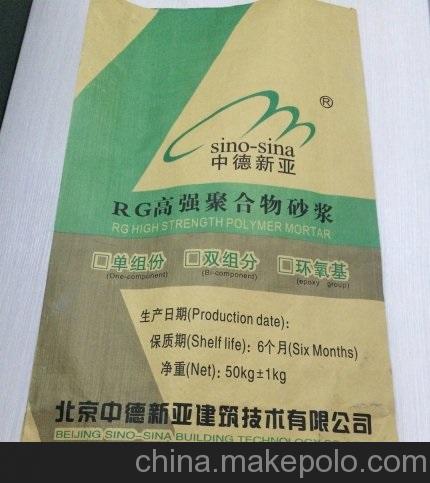 ®
sino-sina
中德新亚
RG高强聚合物砂浆
RG HIGH STRENGTH POLYMER MORTAR
□单组份 □双组分 □环氧基
(One-component) (Bi-component) (epoxy group)
生产日期(Production date):
保质期(Shelf life): 6个月(Six Months)
净重(Net): 50kg±1kg
北京中德新亚建筑技术有限公司
BEIJING SINO-SINA BUILDING TECHNOLOGY
china.makepolo.com